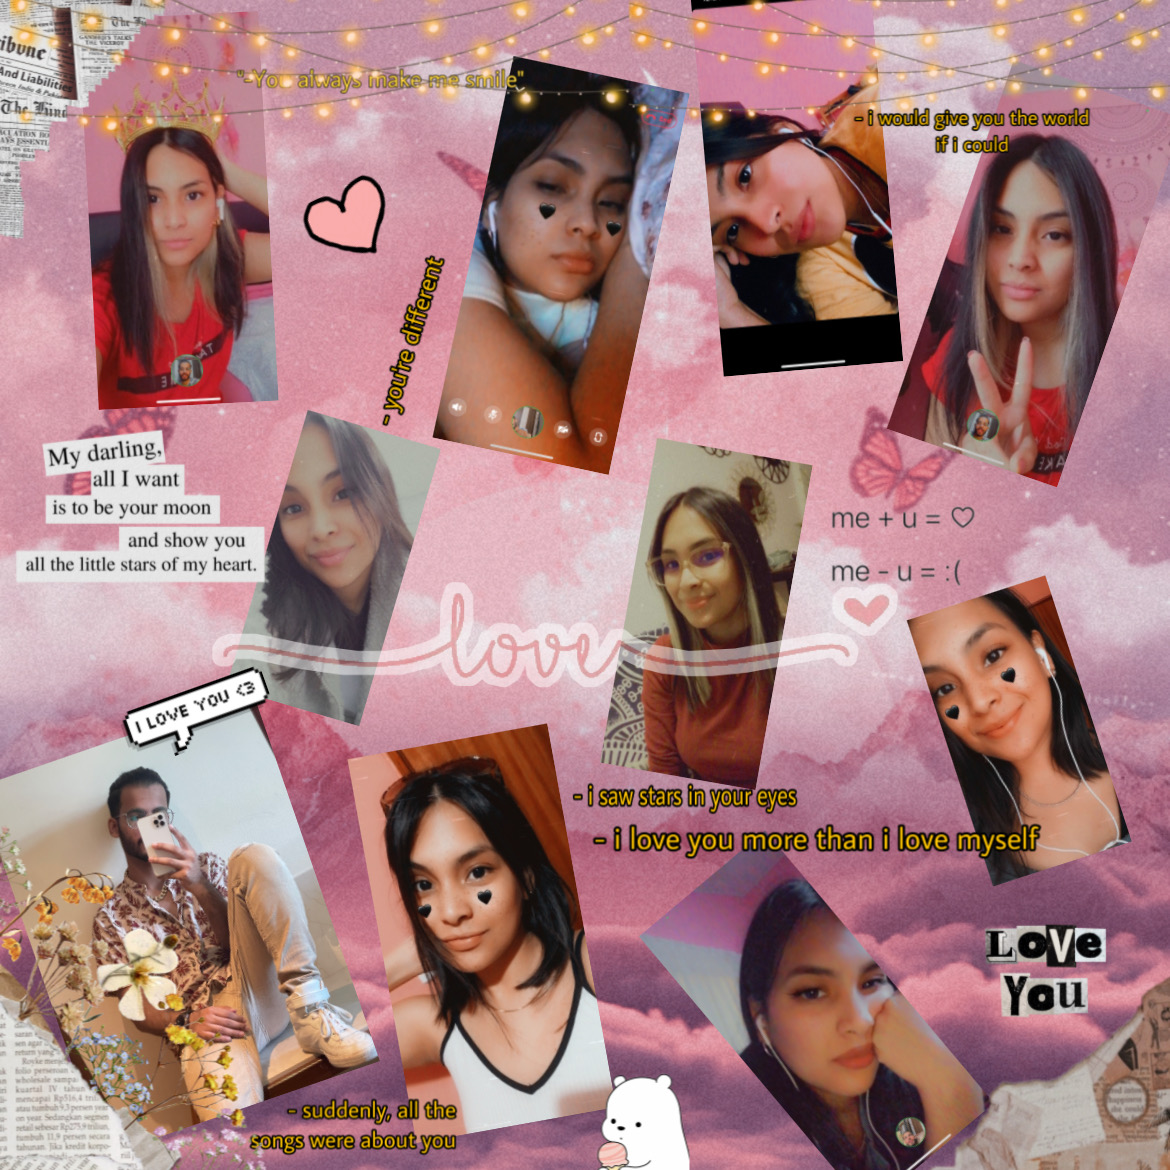 ibune
And Liabilities
The Hind
"-You always make me smile"
- i would give you the world
if i could
- you're different
My darling,
all I want
is to be your moon
and show you
all the little stars of my heart.
me + u = ♡
me - u = :(
love
I LOVE YOU <3
- i saw stars in your eyes
- i love you more than i love myself
LOVE
You
- suddenly, all the
songs were about you